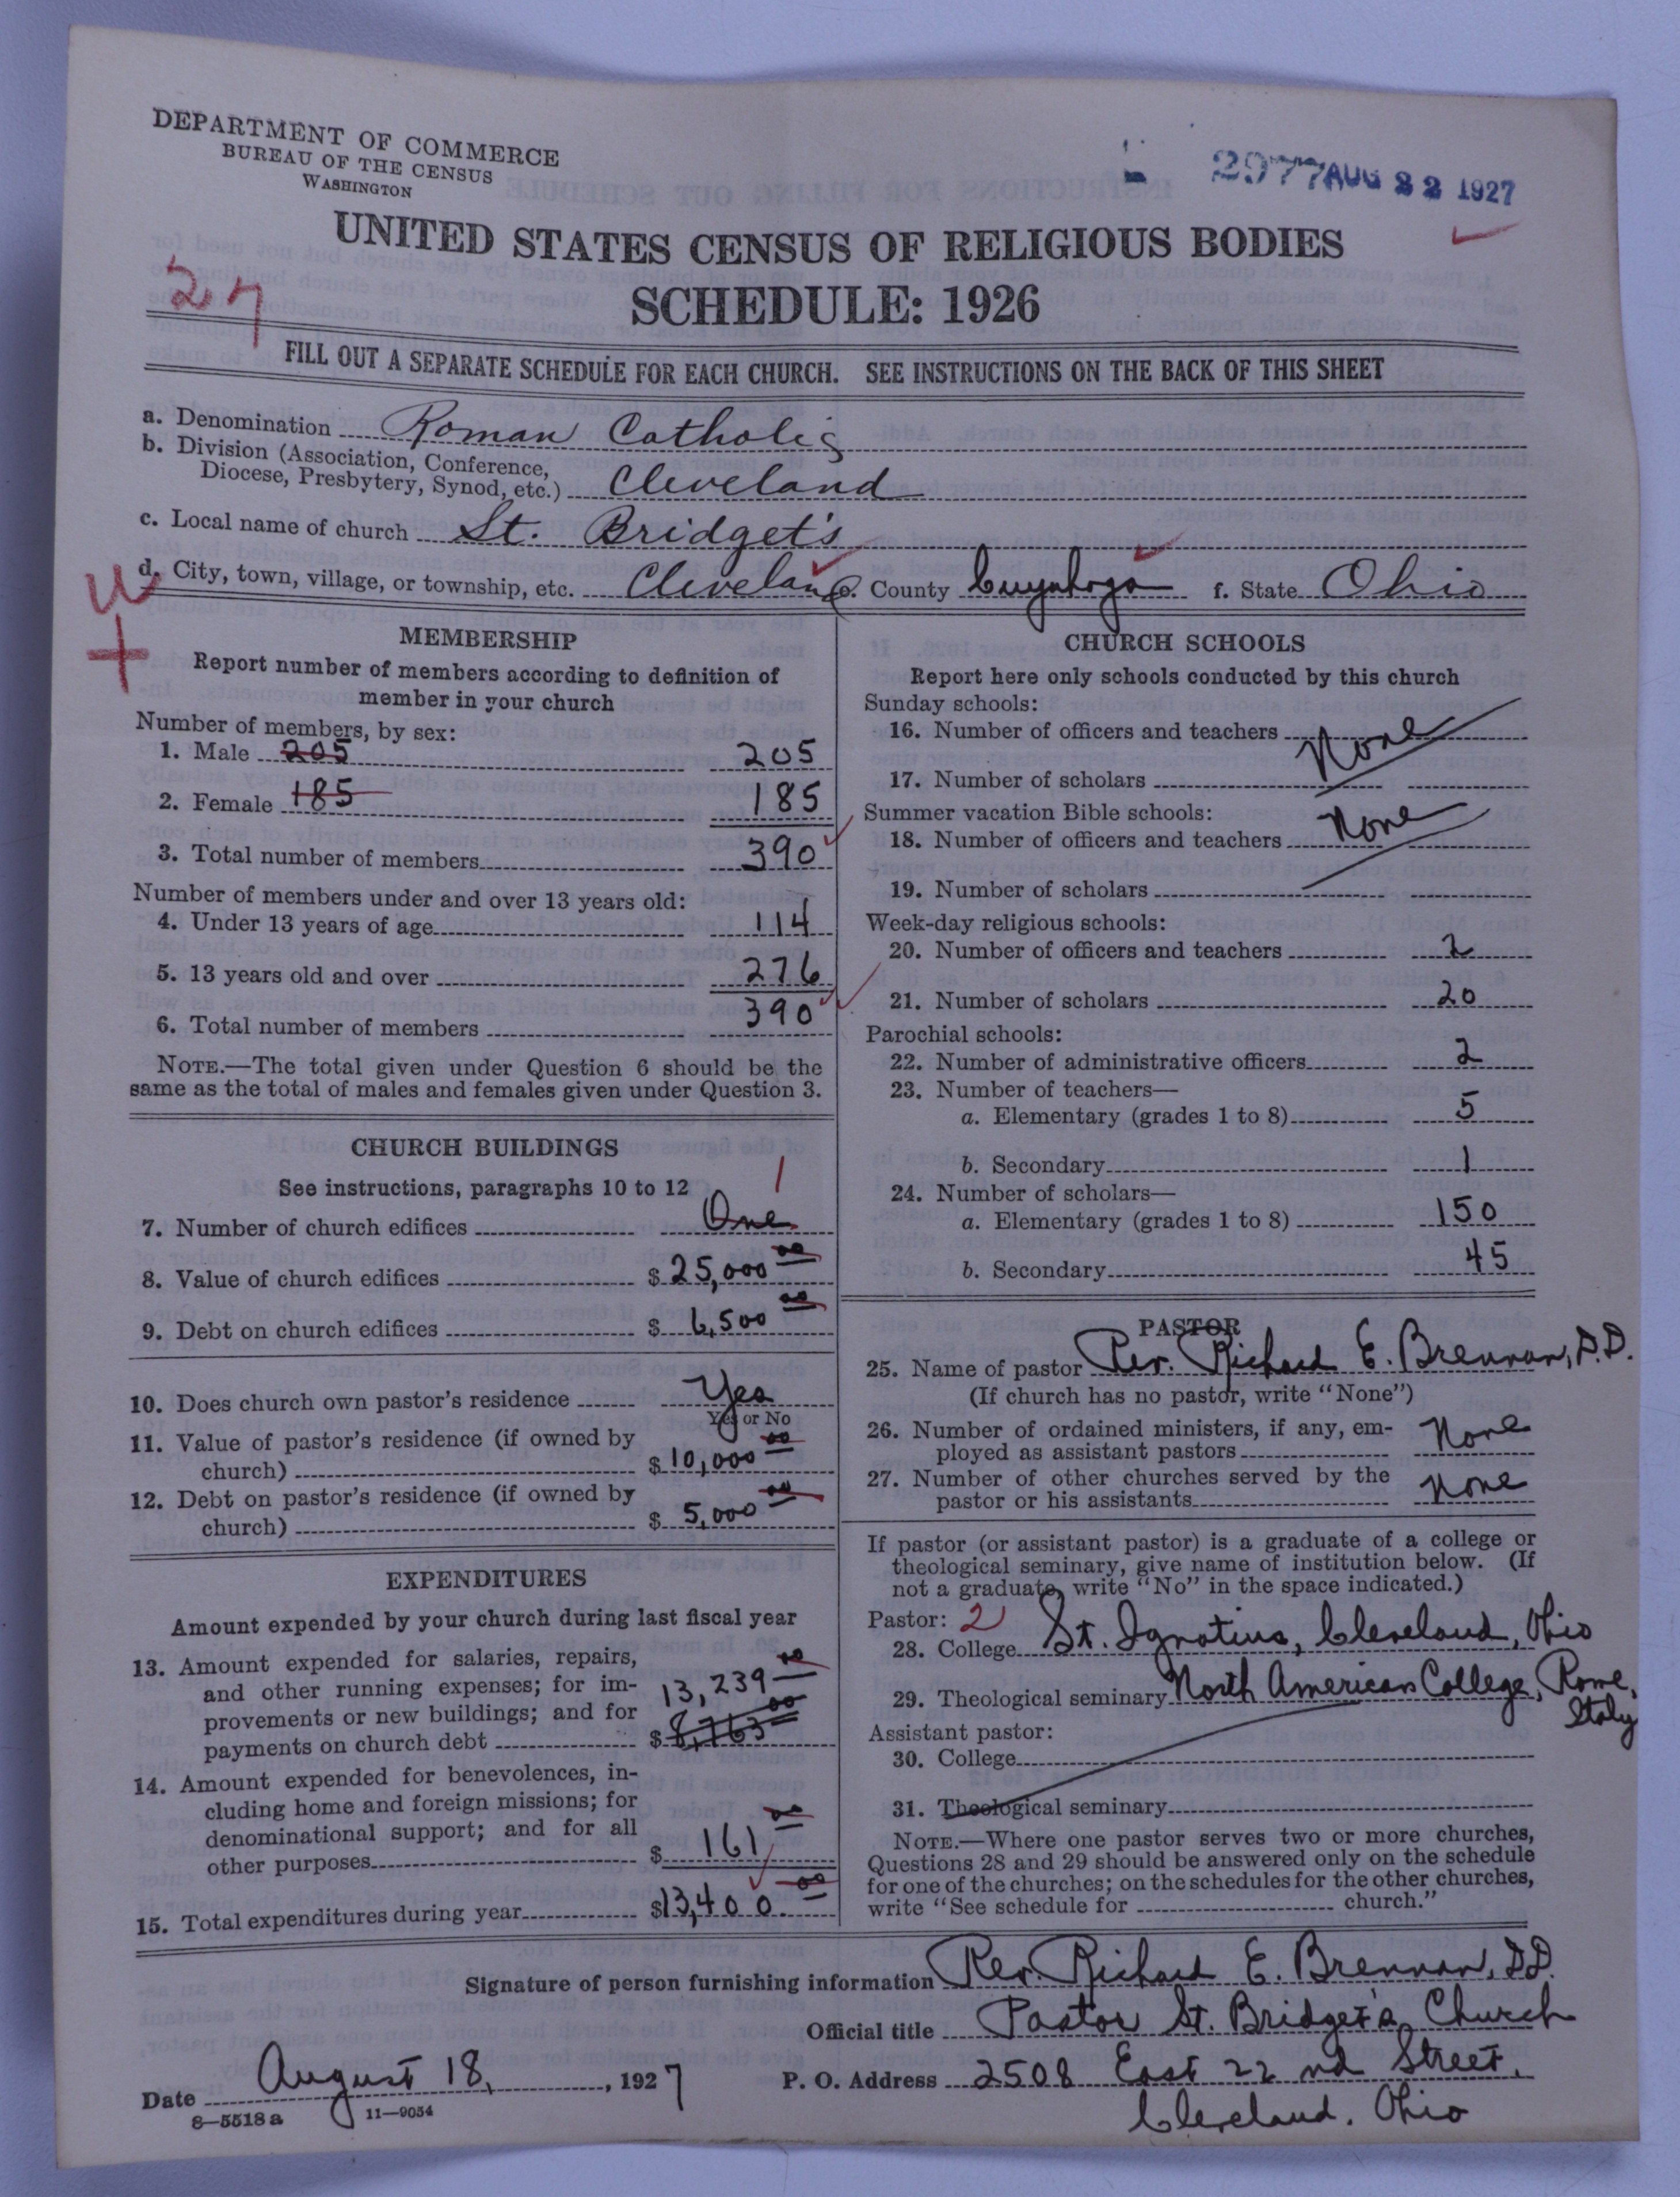 DEPARTMENT OF COMMERCE
BUREAU OF THE CENSUS
WASHINGTON
2977 AUG 22 1927
UNITED STATES CENSUS OF RELIGIOUS BODIES
27
SCHEDULE: 1926
FILL OUT A SEPARATE SCHEDULE FOR EACH CHURCH. SEE INSTRUCTIONS ON THE BACK OF THIS SHEET
a. Denomination Roman Catholic
b. Division (Association, Conference,
Diocese, Presbytery, Synod, etc.) Cleveland
c. Local name of church St. Bridget's
d. City, town, village, or township, etc. Cleveland e. County Cuyahoga f. State Ohio
MEMBERSHIP
Report number of members according to definition of
member in your church
Number of members, by sex:
1. Male 205 205
2. Female 185 185
3. Total number of members 390
Number of members under and over 13 years old:
4. Under 13 years of age 114
5. 13 years old and over 276
6. Total number of members 390
NOTE.—The total given under Question 6 should be the
same as the total of males and females given under Question 3.
CHURCH BUILDINGS
See instructions, paragraphs 10 to 12
1
7. Number of church edifices One
8. Value of church edifices $25,000 00
9. Debt on church edifices $ 6,500 00
10. Does church own pastor's residence Yes
Yes or No
11. Value of pastor's residence (if owned by
church) $10,000 00
12. Debt on pastor's residence (if owned by
church) $ 5,000 00
EXPENDITURES
Amount expended by your church during last fiscal year
13. Amount expended for salaries, repairs,
and other running expenses; for im- 13,239 00
provements or new buildings; and for
payments on church debt $8,763 00
14. Amount expended for benevolences, in-
cluding home and foreign missions; for
denominational support; and for all
other purposes $ 161 00
15. Total expenditures during year $13,400. 00
CHURCH SCHOOLS
Report here only schools conducted by this church
Sunday schools:
16. Number of officers and teachers None
17. Number of scholars
Summer vacation Bible schools:
18. Number of officers and teachers None
19. Number of scholars
Week-day religious schools:
20. Number of officers and teachers 2
21. Number of scholars 20
Parochial schools:
22. Number of administrative officers 2
23. Number of teachers—
a. Elementary (grades 1 to 8) 5
b. Secondary 1
24. Number of scholars—
a. Elementary (grades 1 to 8) 150
b. Secondary 45
PASTOR
25. Name of pastor Rev. Richard E. Brennan, D.D.
(If church has no pastor, write "None")
26. Number of ordained ministers, if any, em-
ployed as assistant pastors None
27. Number of other churches served by the
pastor or his assistants None
If pastor (or assistant pastor) is a graduate of a college or
theological seminary, give name of institution below. (If
not a graduate, write "No" in the space indicated.)
Pastor: 2
28. College St. Ignatius, Cleveland, Ohio
29. Theological seminary North American College, Rome,
Italy
Assistant pastor:
30. College
31. Theological seminary
NOTE.—Where one pastor serves two or more churches,
Questions 28 and 29 should be answered only on the schedule
for one of the churches; on the schedules for the other churches,
write "See schedule for church."
Signature of person furnishing information Rev. Richard E. Brennan, D.D.
Official title Pastor St. Bridget's Church
Date August 18, 1927 P. O. Address 2508 East 22nd Street,
8—5518a 11—9054 Cleveland, Ohio